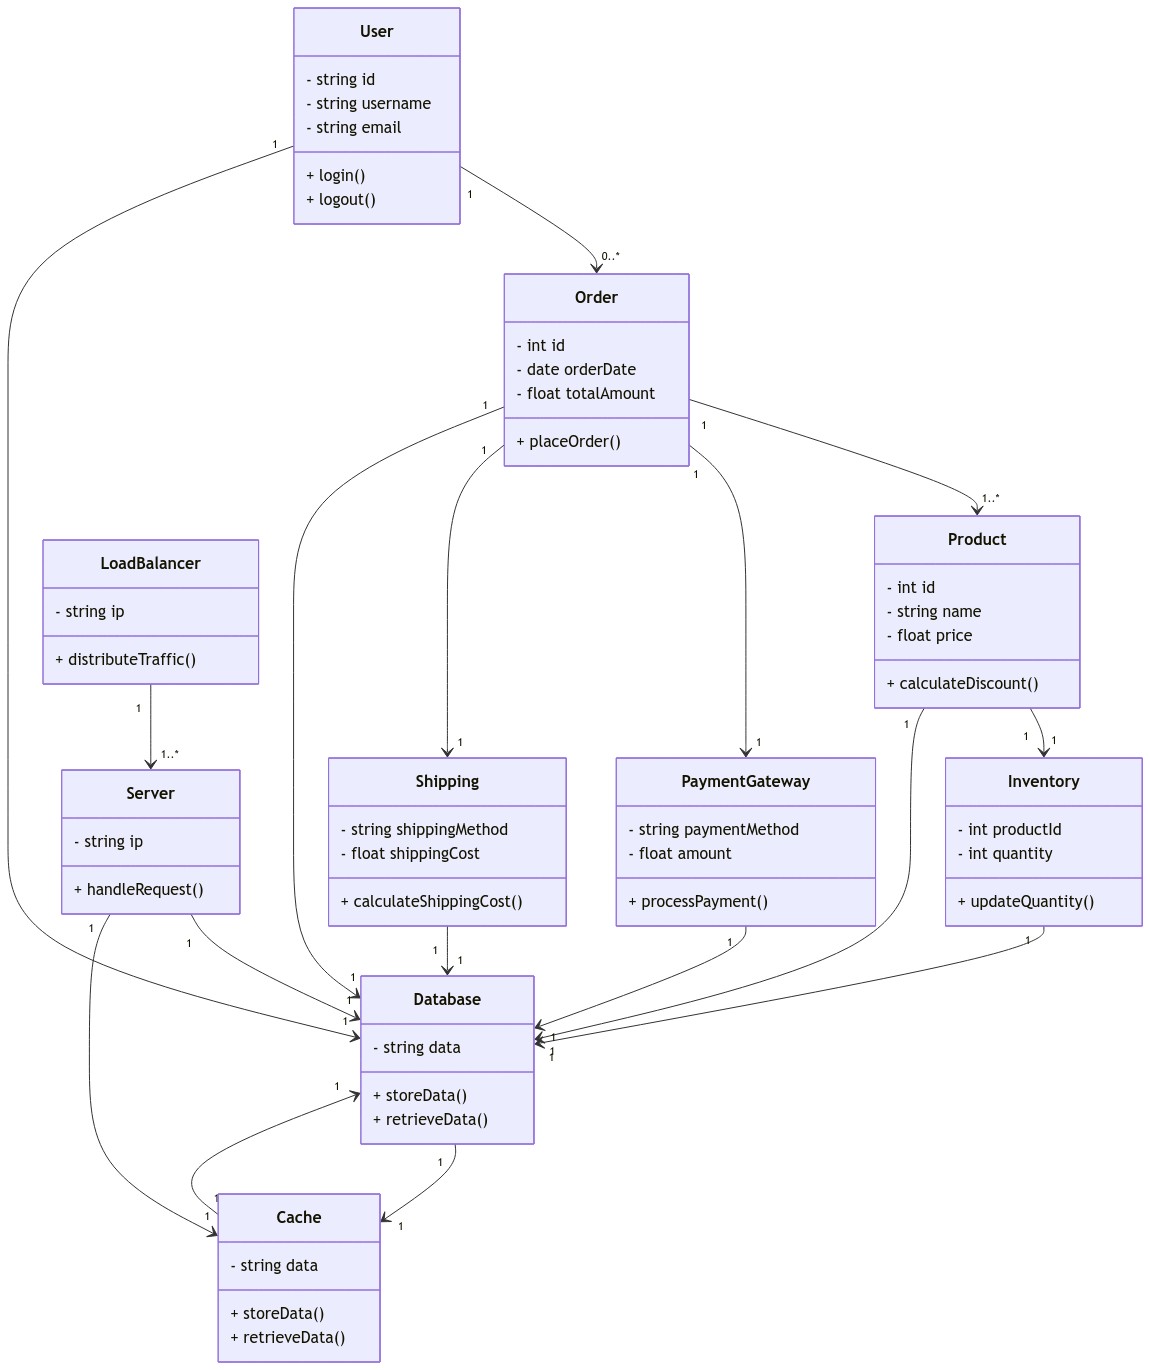 User
- string id
- string username
- string email
+ login()
+ logout()
1
1
0..*
Order
- int id
- date orderDate
- float totalAmount
+ placeOrder()
1
1
1
1
1..*
LoadBalancer
- string ip
+ distributeTraffic()
1
1..*
Product
- int id
- string name
- float price
+ calculateDiscount()
1
1
1
Server
- string ip
+ handleRequest()
1
1
1
Shipping
- string shippingMethod
- float shippingCost
+ calculateShippingCost()
1
1
1
PaymentGateway
- string paymentMethod
- float amount
+ processPayment()
1
Inventory
- int productId
- int quantity
+ updateQuantity()
1
1
1
1
Database
- string data
+ storeData()
+ retrieveData()
1
1
1
1
1
1
1
1
1
Cache
- string data
+ storeData()
+ retrieveData()